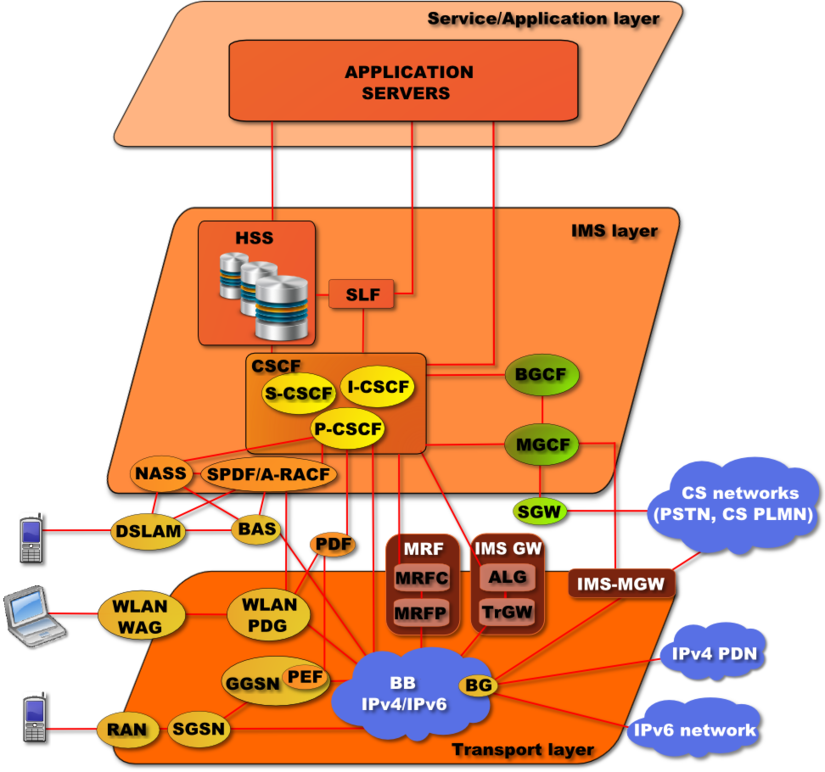 Service/Application layer
APPLICATION
SERVERS
IMS layer
HSS
SLF
CSCF
S-CSCF
I-CSCF
P-CSCF
BGCF
MGCF
SGW
NASS
SPDF/A-RACF
DSLAM
BAS
PDF
CS networks
(PSTN, CS PLMN)
MRF
MRFC
MRFP
IMS GW
ALG
TrGW
IMS-MGW
WLAN
WAG
WLAN
PDG
GGSN
PEF
BB
IPv4/IPv6
BG
IPv4 PDN
IPv6 network
RAN
SGSN
Transport layer